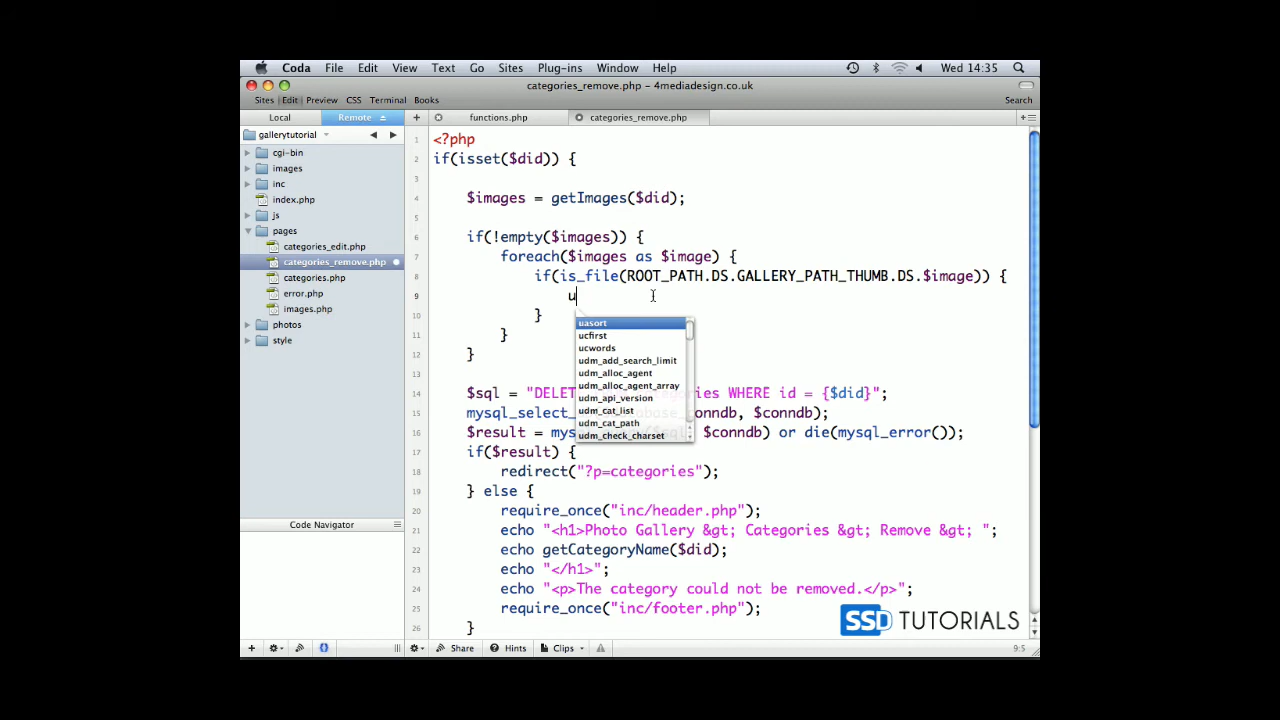 Coda File Edit View Text Go Sites Plug-ins Window Help Wed 14:35
categories_remove.php - 4mediadesign.co.uk
Sites Edit Preview CSS Terminal Books Search
Local Remote functions.php categories_remove.php
gallerytutorial
cgi-bin
images
inc
index.php
js
pages
categories_edit.php
categories_remove.php
categories.php
error.php
images.php
photos
style
Code Navigator
1 <?php
2 if(isset($did)) {
3
4 $images = getImages($did);
5
6 if(!empty($images)) {
7 foreach($images as $image) {
8 if(is_file(ROOT_PATH.DS.GALLERY_PATH_THUMB.DS.$image)) {
9 u
10 }
11 }
12 }
uasort
ucfirst
ucwords
udm_add_search_limit
udm_alloc_agent
udm_alloc_agent_array
udm_api_version
udm_cat_list
udm_cat_path
udm_check_charset
14 $sql = "DELE ies WHERE id = {$did}";
15 mysql_select_ onndb, $conndb);
16 $result = mys $conndb) or die(mysql_error());
17 if($result) {
18 redirect("?p=categories");
19 } else {
20 require_once("inc/header.php");
21 echo "<h1>Photo Gallery &gt; Categories &gt; Remove &gt; ";
22 echo getCategoryName($did);
23 echo "</h1>";
24 echo "<p>The category could not be removed.</p>";
25 require_once("inc/footer.php");
26 }
Share Hints Clips 9:5
SSD TUTORIALS